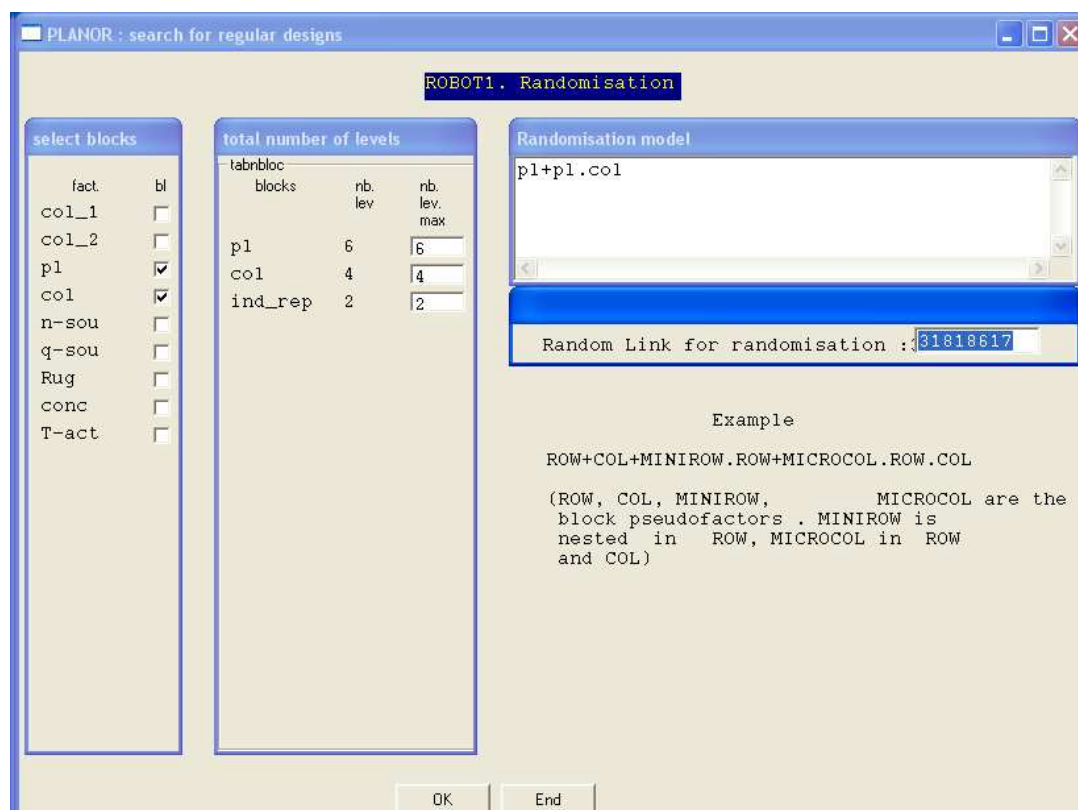 PLANOR : search for regular designs
ROBOT1. Randomisation
select blocks
fact. bl
col_1
col_2
pl
col
n-sou
q-sou
Rug
conc
T-act
total number of levels
tabnbloc
blocks nb. lev nb. lev. max
pl 6 6
col 4 4
ind_rep 2 2
Randomisation model
pl+pl.col
Random Link for randomisation : 31818617
Example
ROW+COL+MINIROW.ROW+MICROCOL.ROW.COL
(ROW, COL, MINIROW, MICROCOL are the
block pseudofactors . MINIROW is
nested in ROW, MICROCOL in ROW
and COL)
OK End